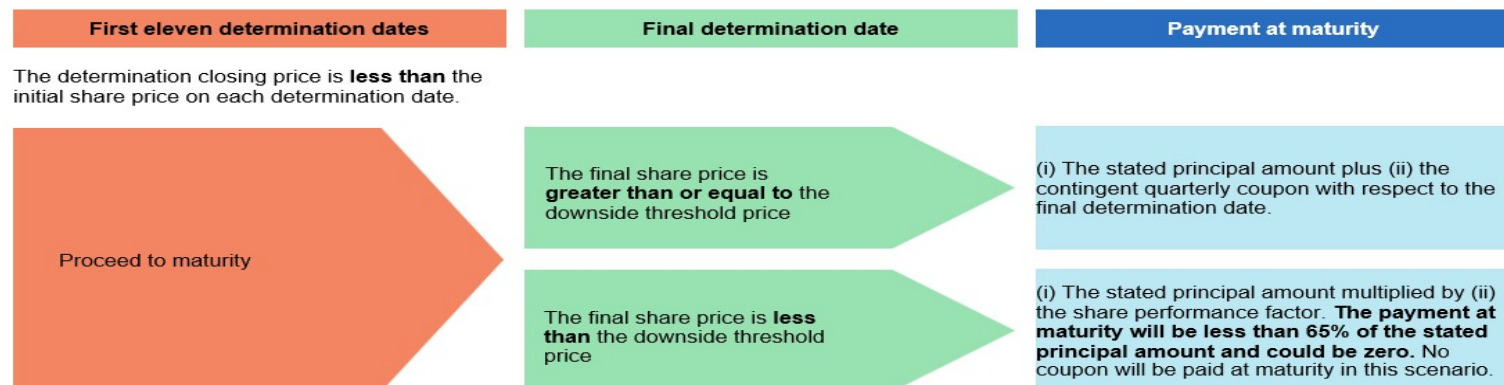 First eleven determination dates
Final determination date
Payment at maturity
The determination closing price is less than the
initial share price on each determination date.
Proceed to maturity
The final share price is
greater than or equal to the
downside threshold price
(i) The stated principal amount plus (ii) the
contingent quarterly coupon with respect to the
final determination date.
The final share price is less
than the downside threshold
price
(i) The stated principal amount multiplied by (ii)
the share performance factor. The payment at
maturity will be less than 65% of the stated
principal amount and could be zero. No
coupon will be paid at maturity in this scenario.